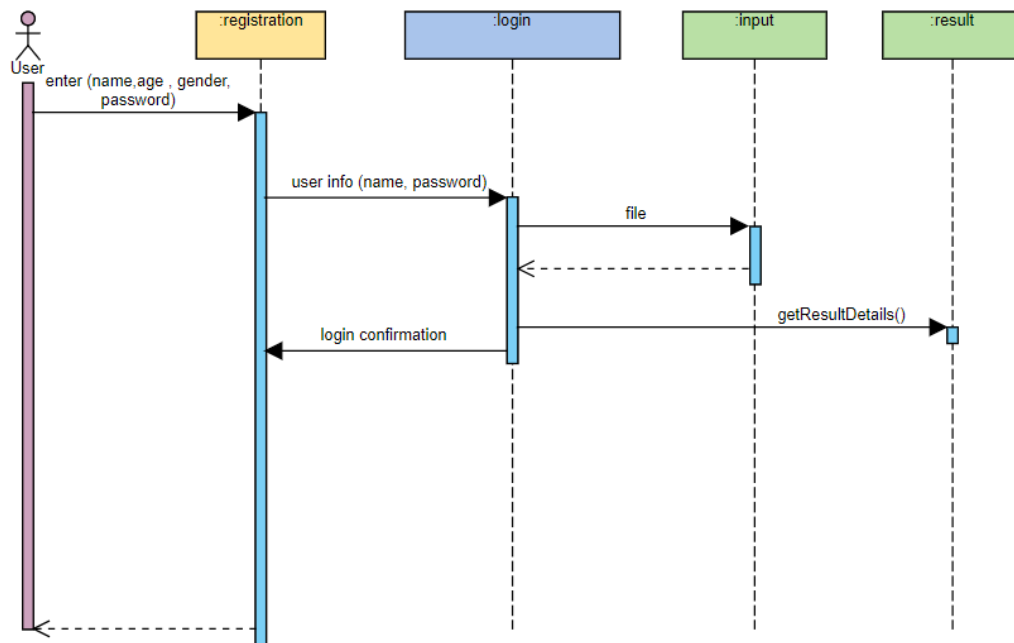 :registration
:login
:input
:result
User
enter (name,age , gender,
password)
user info (name, password)
file
getResultDetails()
login confirmation